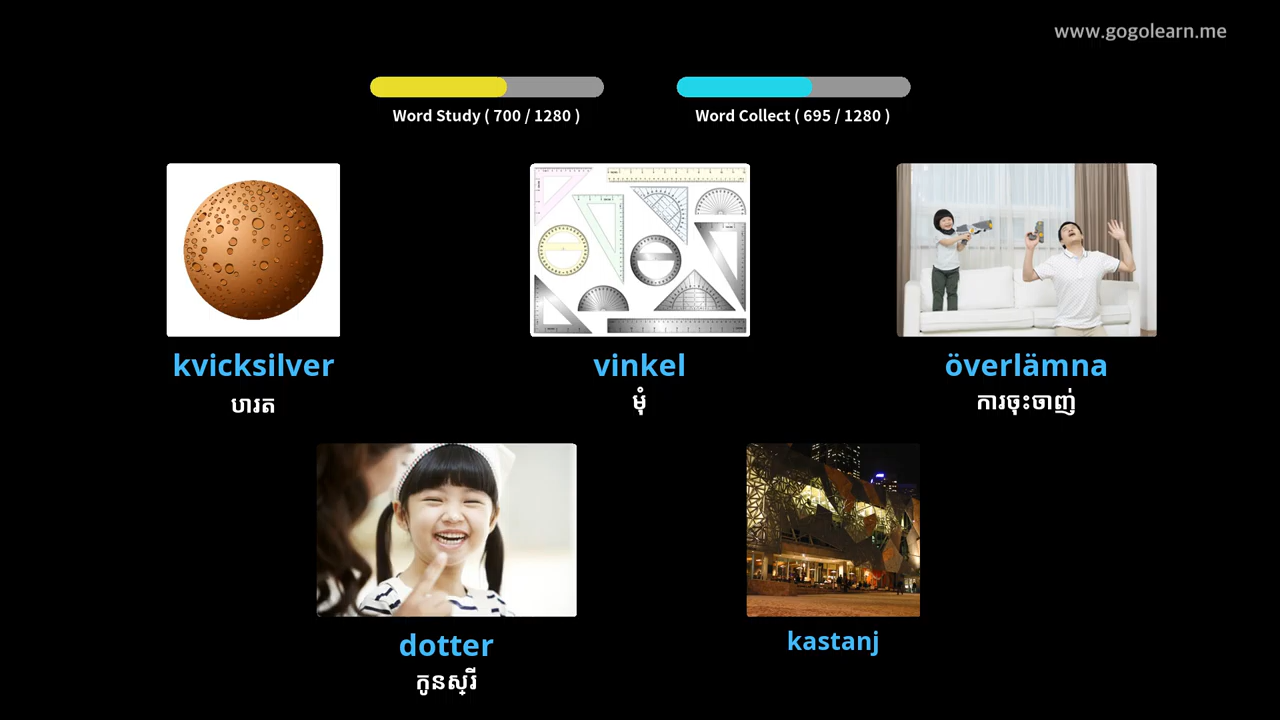 www.gogolearn.me
Word Study ( 700 / 1280 )
Word Collect ( 695 / 1280 )
kvicksilver
បារត
vinkel
មុំ
överlämna
ការចុះចាញ់
dotter
កូនស្រី
kastanj